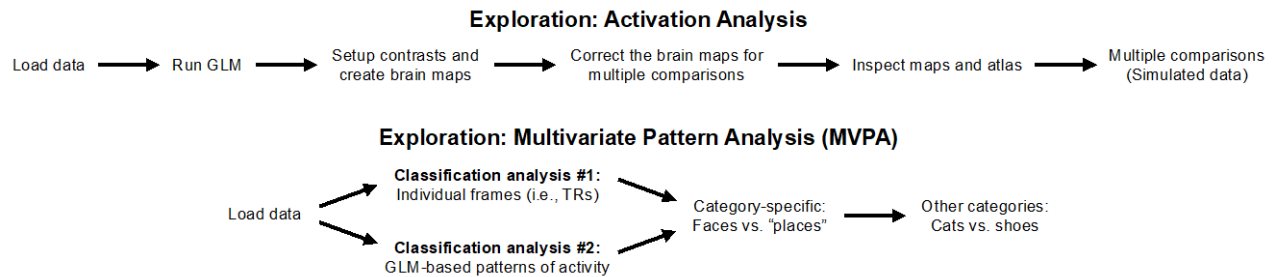 Exploration: Activation Analysis
Load data
Run GLM
Setup contrasts and
create brain maps
Correct the brain maps for
multiple comparisons
Inspect maps and atlas
Multiple comparisons
(Simulated data)
Exploration: Multivariate Pattern Analysis (MVPA)
Load data
Classification analysis #1:
Individual frames (i.e., TRs)
Classification analysis #2:
GLM-based patterns of activity
Category-specific:
Faces vs. “places”
Other categories:
Cats vs. shoes